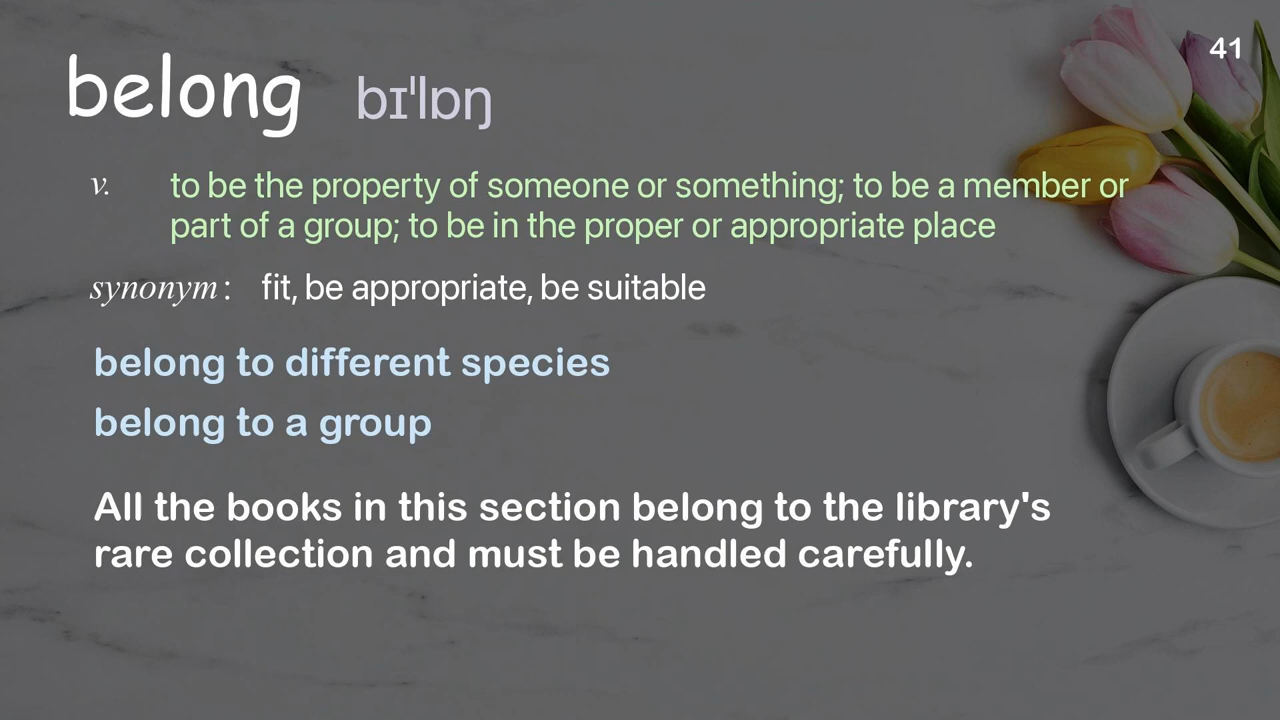 41
belong bɪˈlɒŋ
v. to be the property of someone or something; to be a member or
part of a group; to be in the proper or appropriate place
synonym : fit, be appropriate, be suitable
belong to different species
belong to a group
All the books in this section belong to the library's
rare collection and must be handled carefully.